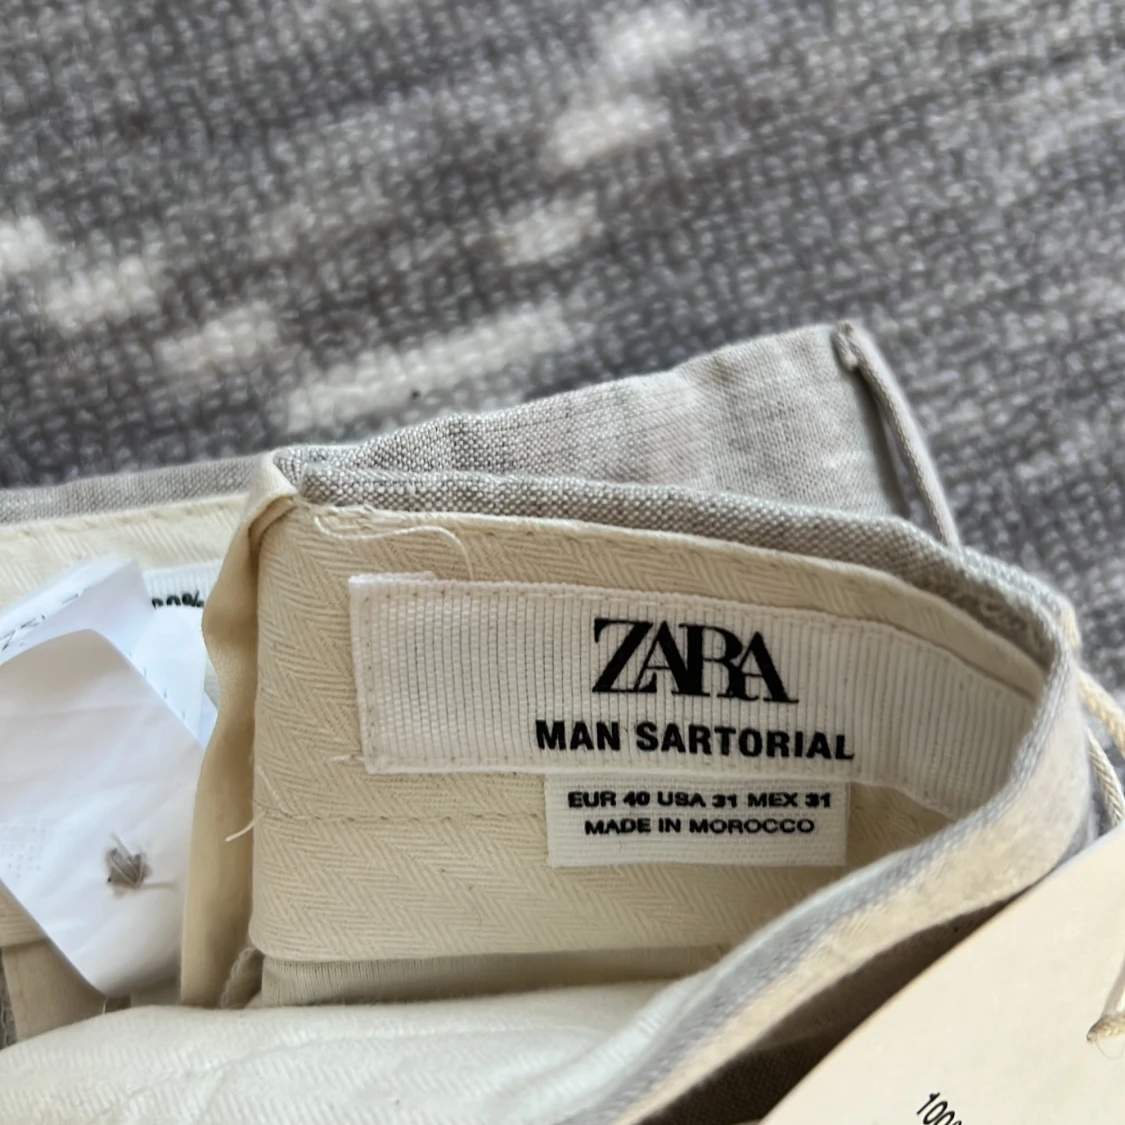 ZARA
MAN SARTORIAL
EUR 40 USA 31 MEX 31
MADE IN MOROCCO